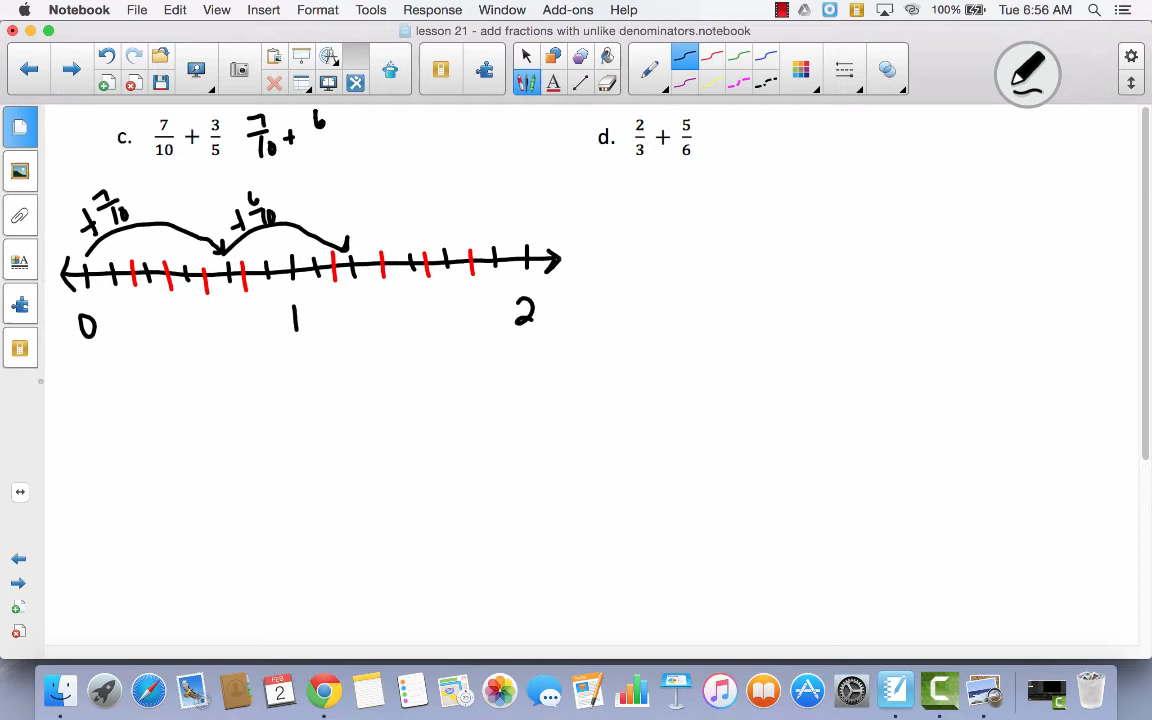 Notebook File Edit View Insert Format Tools Response Window Add-ons Help 100% Tue 6:56 AM
lesson 21 - add fractions with unlike denominators.notebook
c. 7/10 + 3/5 7/10 + 6
d. 2/3 + 5/6
+7/10 +6/10
0 1 2
FEB
2